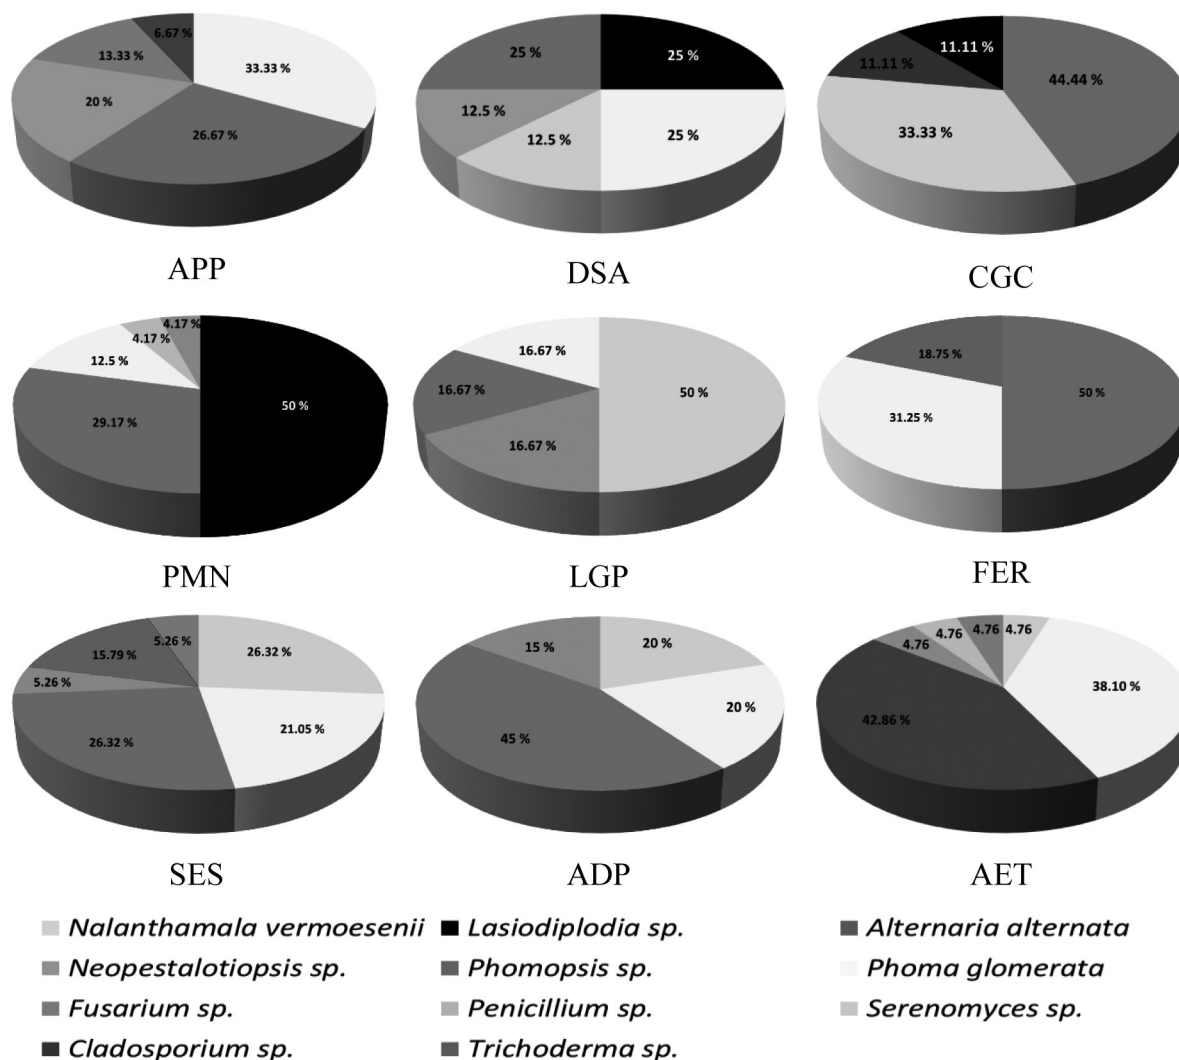 6.67 %
13.33 %
33.33 %
20 %
26.67 %
APP
25 %
25 %
12.5 %
12.5 %
25 %
DSA
11.11 %
11.11 %
44.44 %
33.33 %
CGC
4.17 %
4.17 %
12.5 %
50 %
29.17 %
PMN
16.67 %
16.67 %
50 %
16.67 %
LGP
18.75 %
50 %
31.25 %
FER
5.26 %
15.79 %
26.32 %
5.26 %
21.05 %
26.32 %
SES
15 %
20 %
20 %
45 %
ADP
4.76
4.76
4.76
4.76
38.10 %
42.86 %
AET
Nalanthamala vermoesenii
Lasiodiplodia sp.
Alternaria alternata
Neopestalotiopsis sp.
Phomopsis sp.
Phoma glomerata
Fusarium sp.
Penicillium sp.
Serenomyces sp.
Cladosporium sp.
Trichoderma sp.